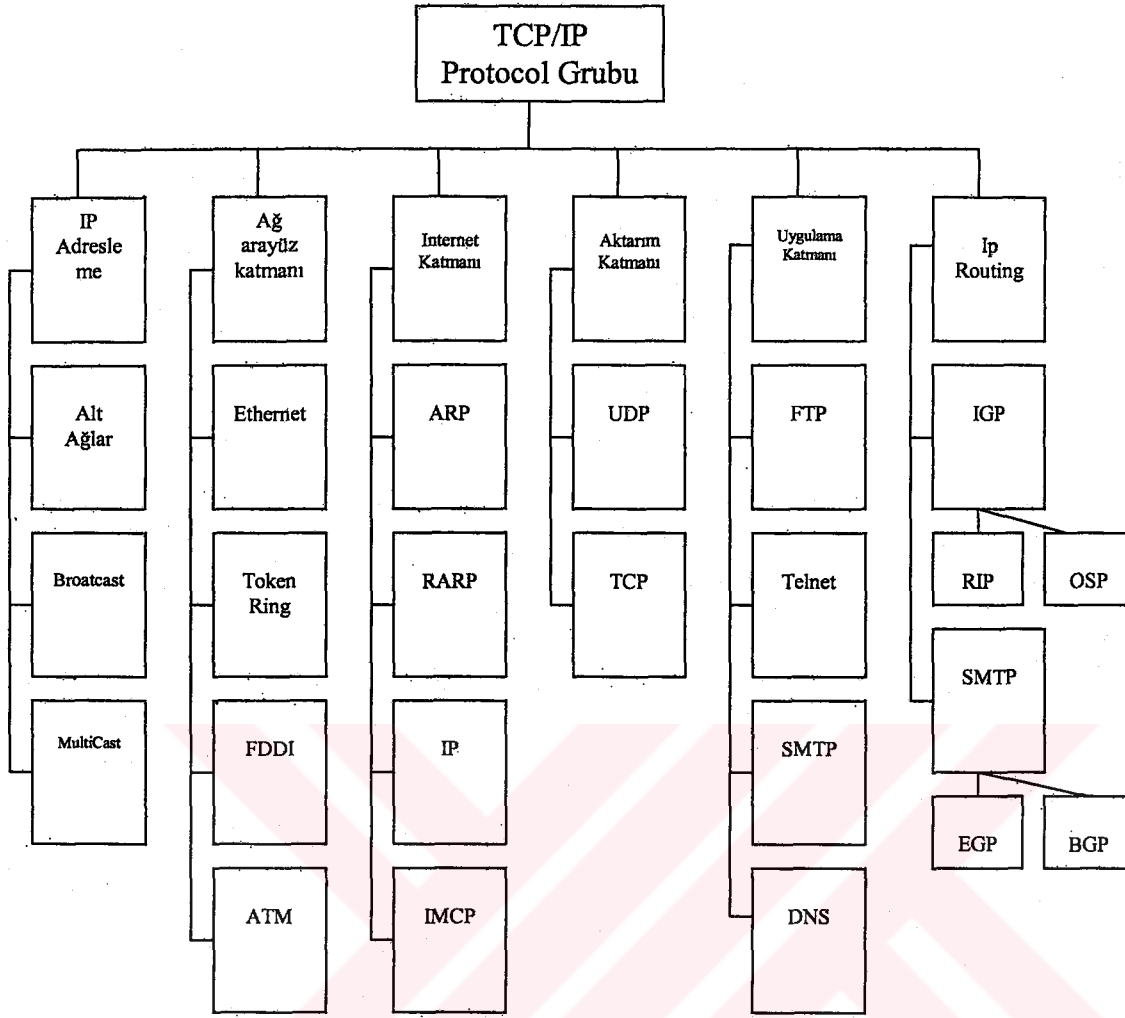 TCP/IP
Protocol Grubu
IP
Adresle
me
Alt
Ağlar
Broatcast
MultiCast
Ağ
arayüz
katmanı
Ethernet
Token
Ring
FDDI
ATM
Internet
Katmanı
ARP
RARP
IP
IMCP
Aktarım
Katmanı
UDP
TCP
Uygulama
Katmanı
FTP
Telnet
SMTP
DNS
Ip
Routing
IGP
RIP
OSP
SMTP
EGP
BGP